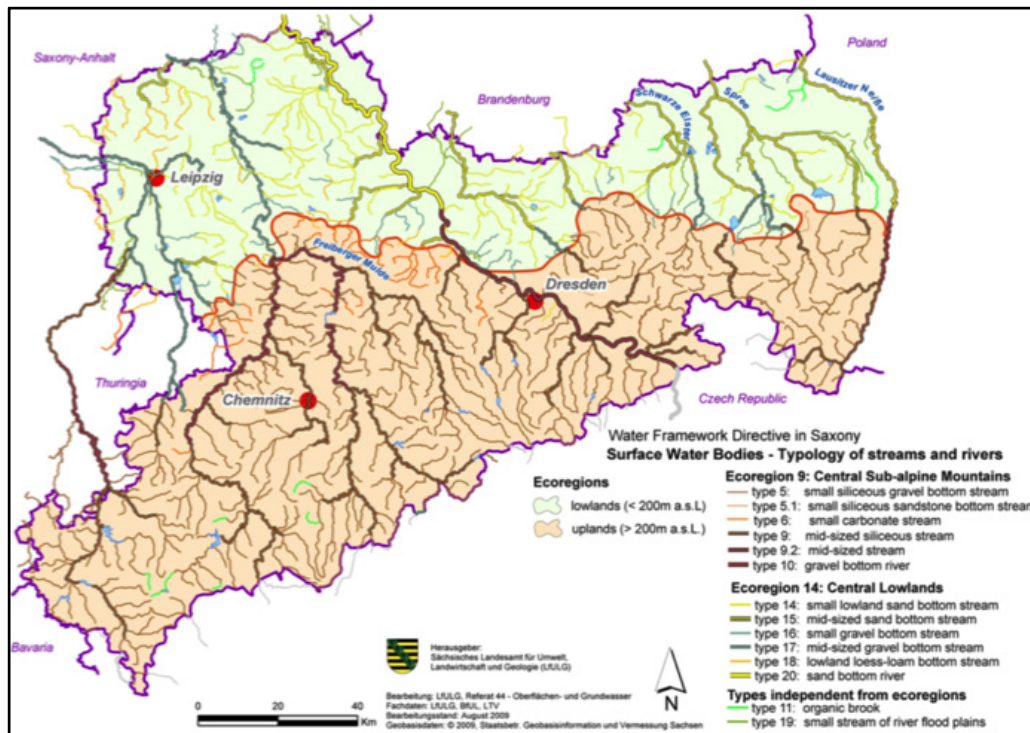 Saxony-Anhalt
Poland
Brandenburg
Lausitzer Neiße
Schwarze Elster
Spree
Leipzig
Freiberger Mulde
Dresden
Thuringia
Chemnitz
Czech Republic
Bavaria
Water Framework Directive in Saxony
Surface Water Bodies - Typology of streams and rivers
Ecoregions
lowlands (< 200m a.s.L)
uplands (> 200m a.s.L.)
Ecoregion 9: Central Sub-alpine Mountains
type 5: small siliceous gravel bottom stream
type 5.1: small siliceous sandstone bottom stream
type 6: small carbonate stream
type 9: mid-sized siliceous stream
type 9.2: mid-sized stream
type 10: gravel bottom river
Ecoregion 14: Central Lowlands
type 14: small lowland sand bottom stream
type 15: mid-sized sand bottom stream
type 16: small gravel bottom stream
type 17: mid-sized gravel bottom stream
type 18: lowland loess-loam bottom stream
type 20: sand bottom river
Types independent from ecoregions
type 11: organic brook
type 19: small stream of river flood plains
Herausgeber:
Sächsisches Landesamt für Umwelt,
Landwirtschaft und Geologie (LfULG)
Bearbeitung: LfULG, Referat 44 - Oberflächen- und Grundwasser
Fachdaten: LfULG, BfUL, LTV
Bearbeitungsstand: August 2009
Geobasisdaten: © 2009, Staatsbetr. Geobasisinformation und Vermessung Sachsen
0 20 40
Km
N